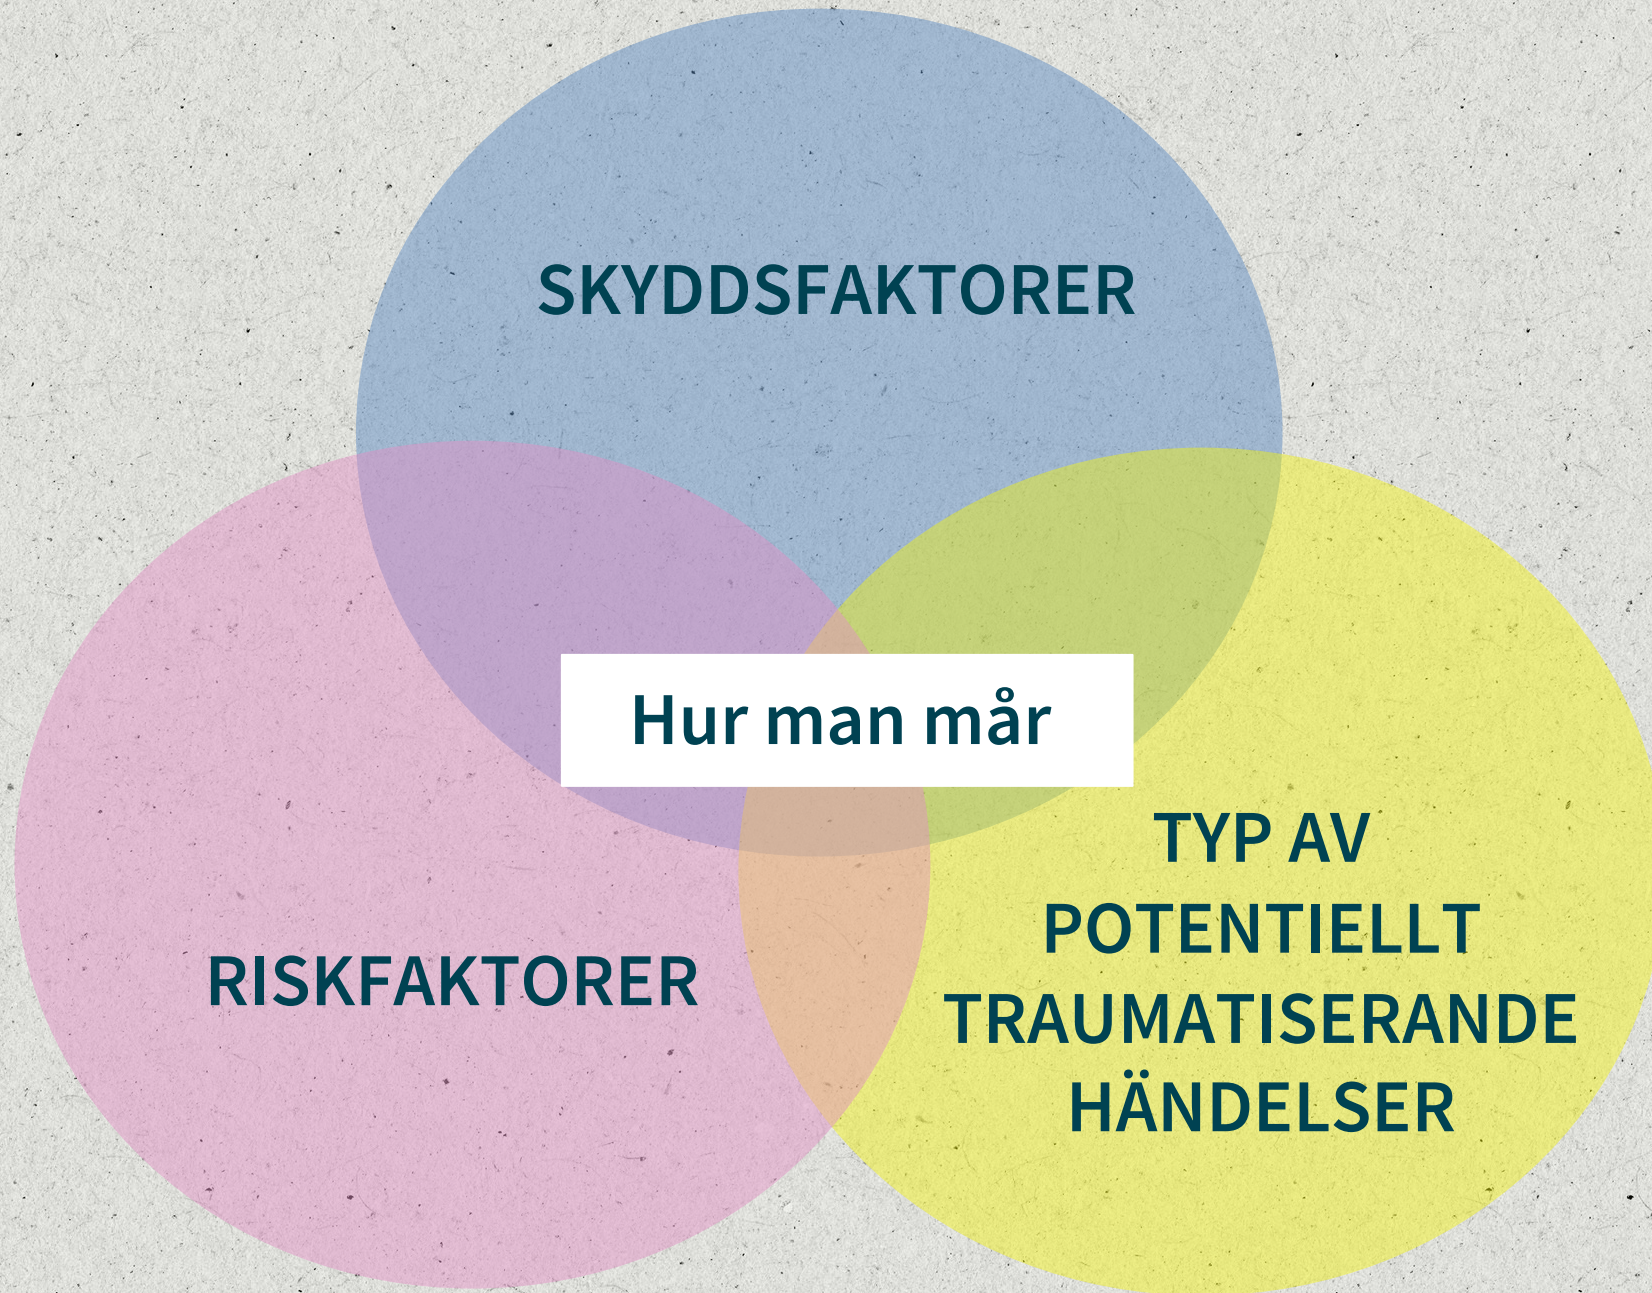 SKYDDSFAKTORER
Hur man mår
RISKFAKTORER
TYP AV
POTENTIELLT
TRAUMATISERANDE
HÄNDELSER